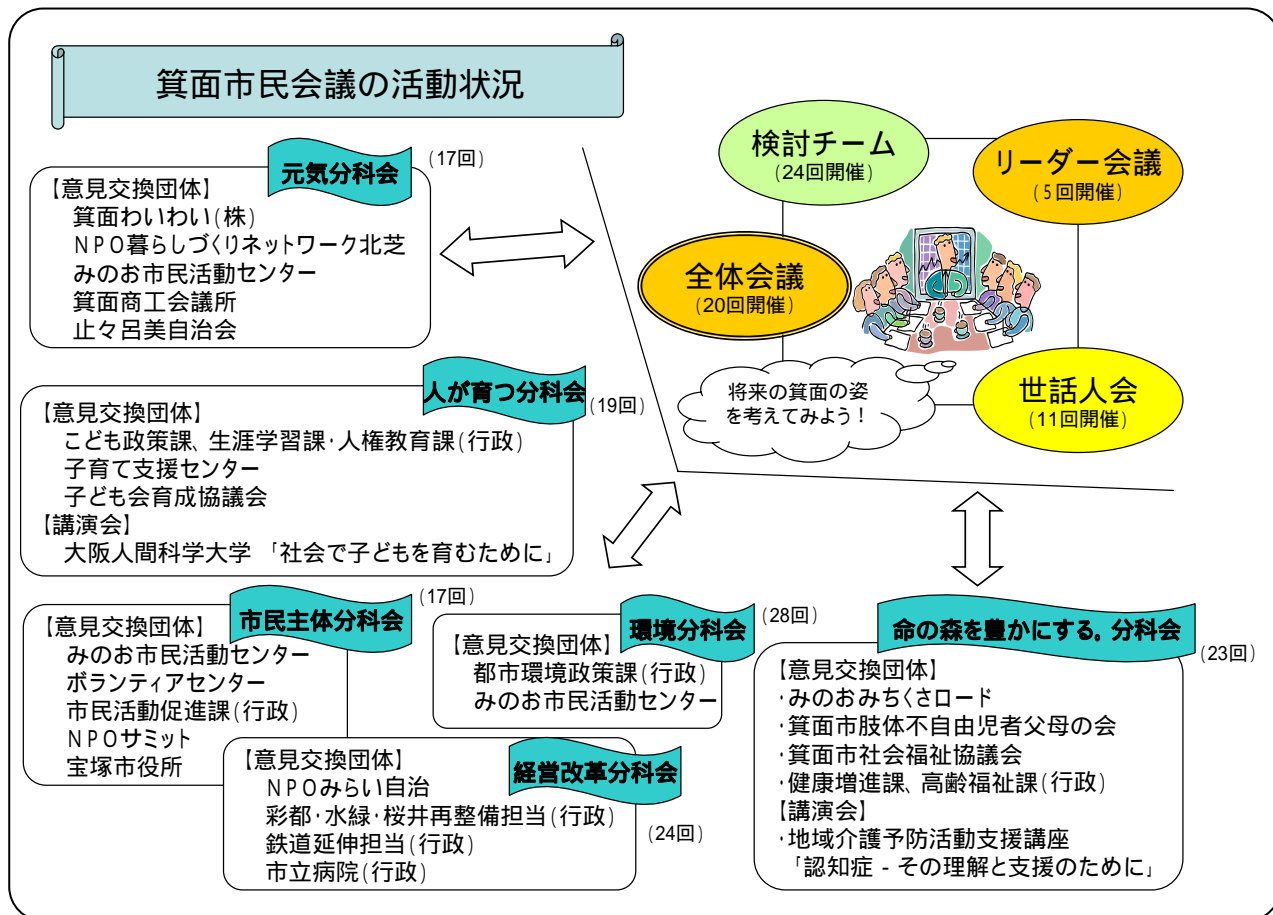 箕面市民会議の活動状況
元気分科会
(17回)
【意見交換団体】
箕面わいわい(株)
NPO暮らしづくりネットワーク北芝
みのお市民活動センター
箕面商工会議所
止々呂美自治会
検討チーム
(24回開催)
リーダー会議
(5回開催)
全体会議
(20回開催)
世話人会
(11回開催)
将来の箕面の姿
を考えてみよう!
人が育つ分科会
(19回)
【意見交換団体】
こども政策課、生涯学習課・人権教育課(行政)
子育て支援センター
子ども会育成協議会
【講演会】
大阪人間科学大学 「社会で子どもを育むために」
市民主体分科会
(17回)
【意見交換団体】
みのお市民活動センター
ボランティアセンター
市民活動促進課(行政)
NPOサミット
宝塚市役所
環境分科会
(28回)
【意見交換団体】
都市環境政策課(行政)
みのお市民活動センター
経営改革分科会
(24回)
【意見交換団体】
NPOみらい自治
彩都・水緑・桜井再整備担当(行政)
鉄道延伸担当(行政)
市立病院(行政)
命の森を豊かにする。分科会
(23回)
【意見交換団体】
・みのおみちくさロード
・箕面市肢体不自由児者父母の会
・箕面市社会福祉協議会
・健康増進課、高齢福祉課(行政)
【講演会】
・地域介護予防活動支援講座
「認知症 - その理解と支援のために」